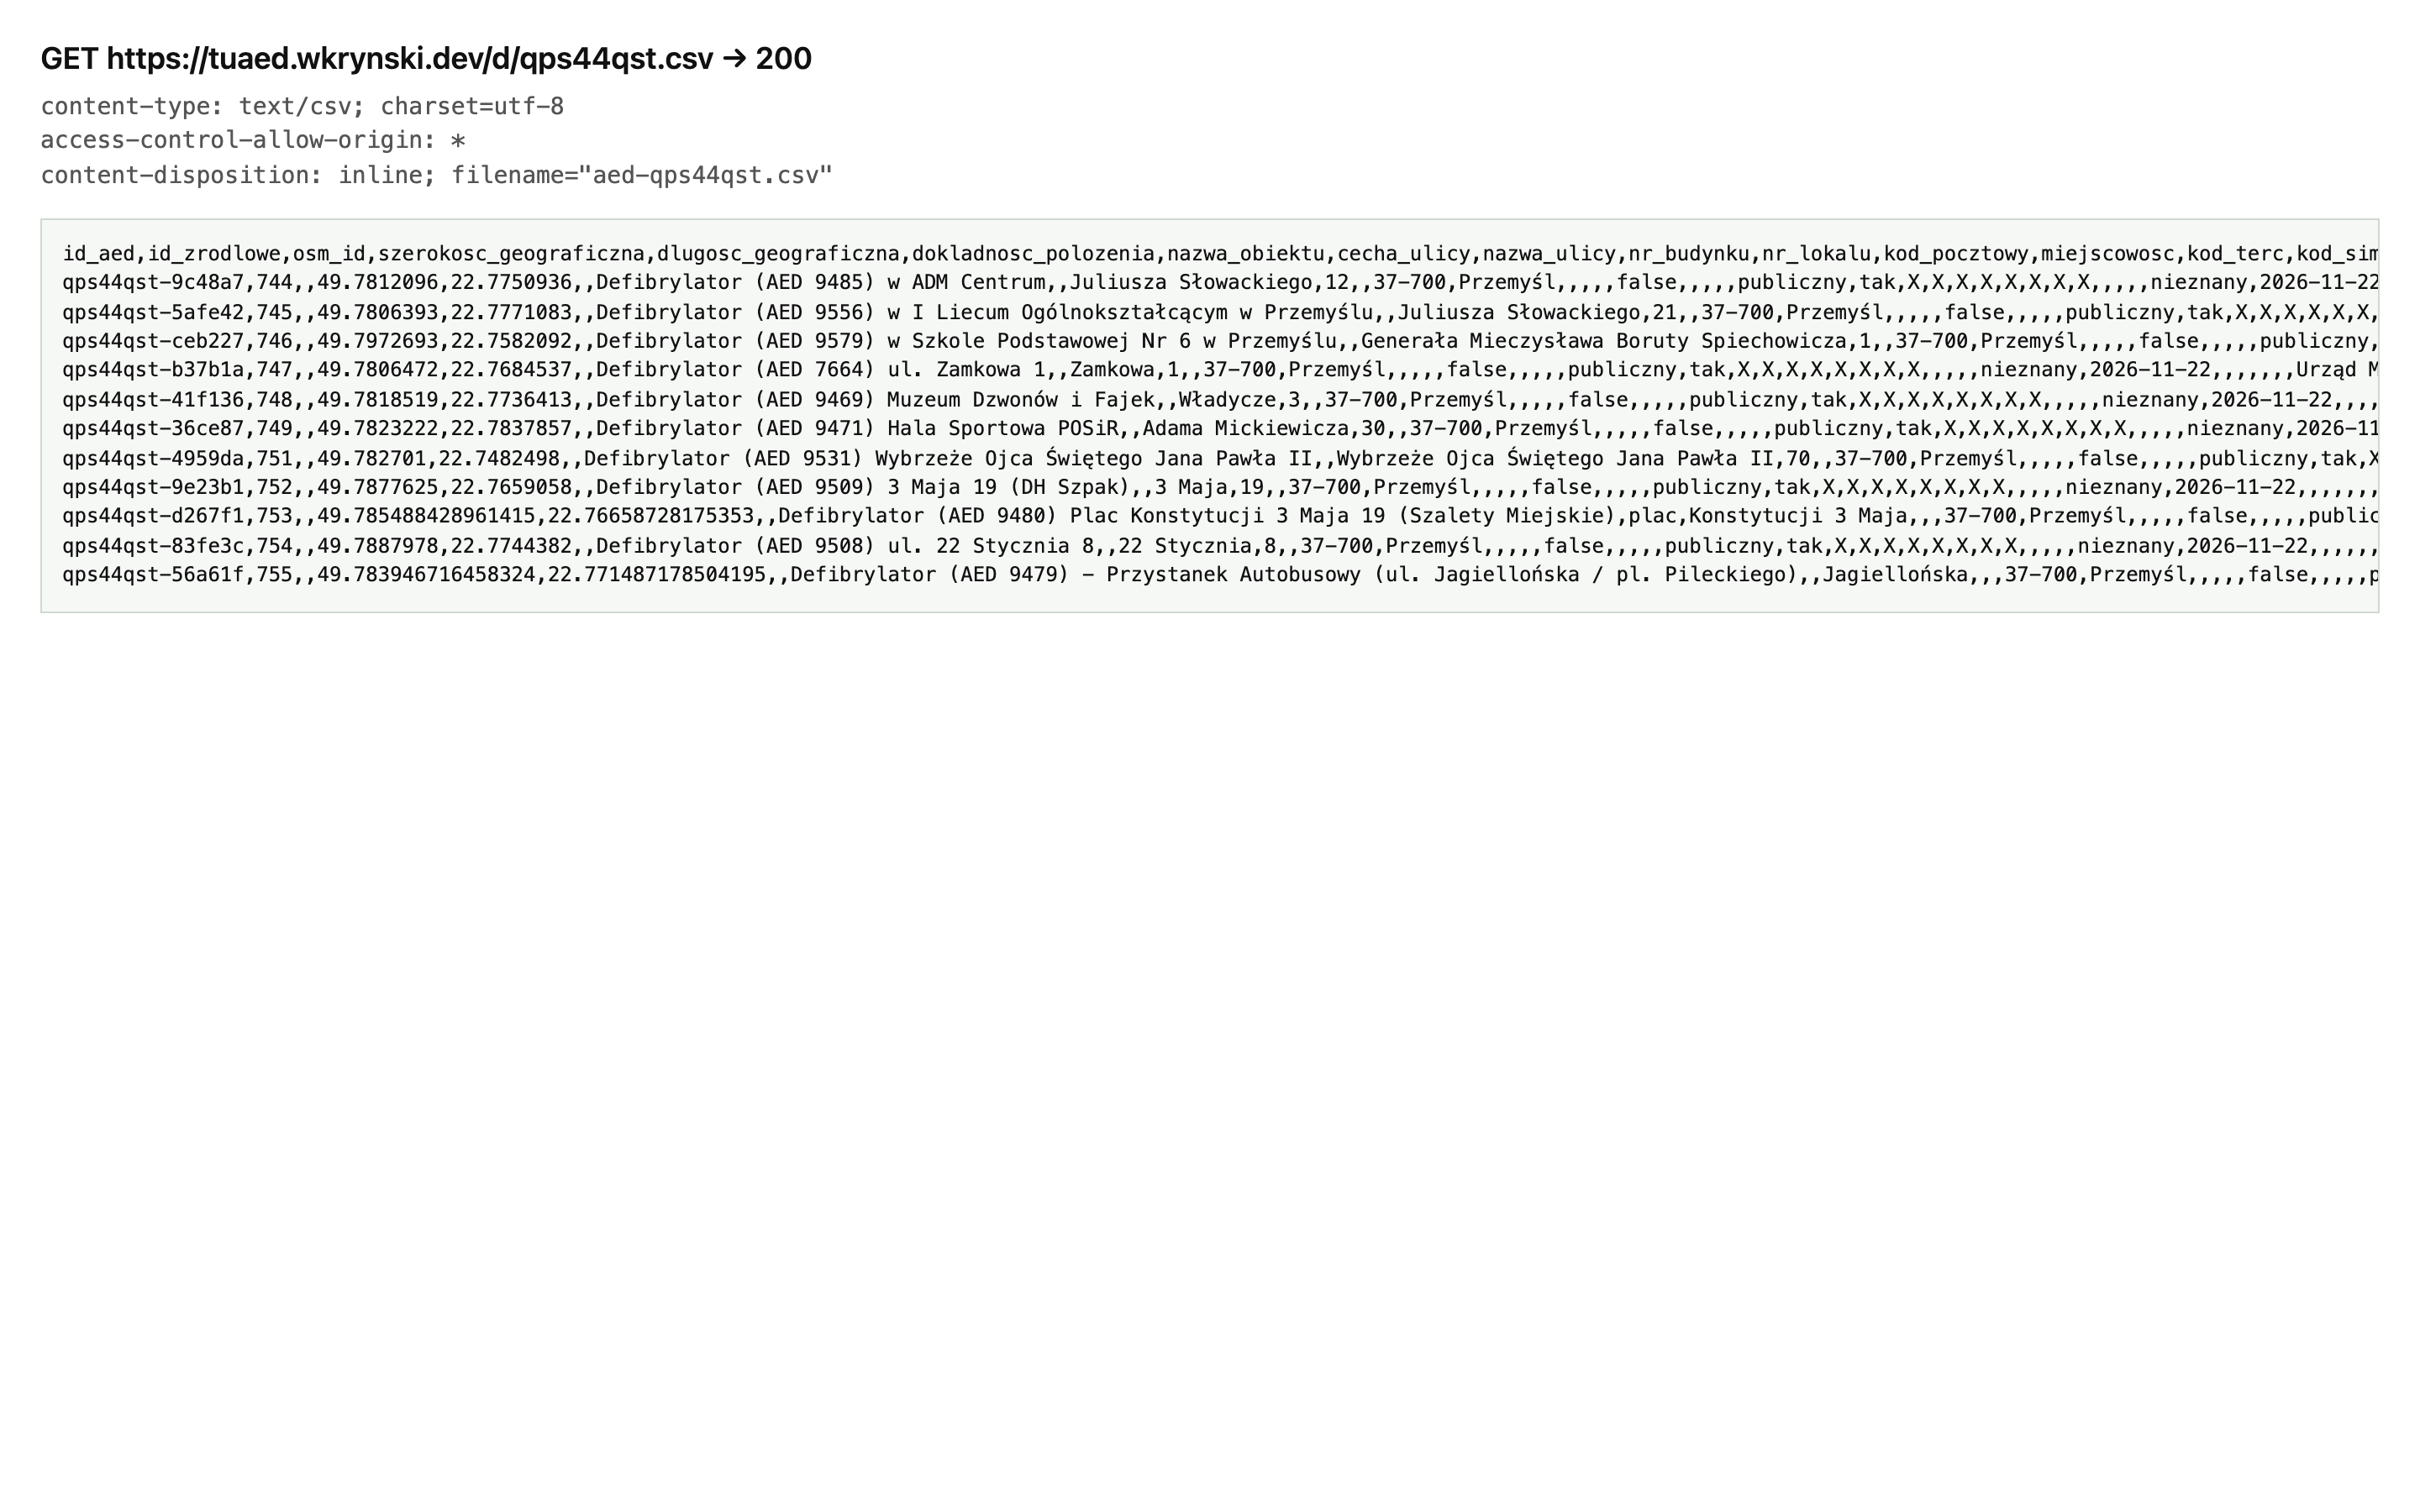 GET https://tuaed.wkrynski.dev/d/qps44qst.csv → 200
content-type: text/csv; charset=utf-8
access-control-allow-origin: *
content-disposition: inline; filename="aed-qps44qst.csv"
id_aed,id_zrodlowe,osm_id,szerokosc_geograficzna,dlugosc_geograficzna,dokladnosc_polozenia,nazwa_obiektu,cecha_ulicy,nazwa_ulicy,nr_budynku,nr_lokalu,kod_pocztowy,miejscowosc,kod_terc,kod_sim
qps44qst-9c48a7,744,,49.7812096,22.7750936,,Defibrylator (AED 9485) w ADM Centrum,,Juliusza Słowackiego,12,,37-700,Przemyśl,,,,,false,,,,,publiczny,tak,X,X,X,X,X,X,X,X,,,,,nieznany,2026-11-22
qps44qst-5afe42,745,,49.7806393,22.7771083,,Defibrylator (AED 9556) w I Liecum Ogólnokształcącym w Przemyślu,,Juliusza Słowackiego,21,,37-700,Przemyśl,,,,,false,,,,,publiczny,tak,X,X,X,X,X,X,
qps44qst-ceb227,746,,49.7972693,22.7582092,,Defibrylator (AED 9579) w Szkole Podstawowej Nr 6 w Przemyślu,,Generała Mieczysława Boruty Spiechowicza,1,,37-700,Przemyśl,,,,,false,,,,,publiczny,
qps44qst-b37b1a,747,,49.7806472,22.7684537,,Defibrylator (AED 7664) ul. Zamkowa 1,,Zamkowa,1,,37-700,Przemyśl,,,,,false,,,,,publiczny,tak,X,X,X,X,X,X,X,X,,,,,nieznany,2026-11-22,,,,,,,Urząd M
qps44qst-41f136,748,,49.7818519,22.7736413,,Defibrylator (AED 9469) Muzeum Dzwonów i Fajek,,Władycze,3,,37-700,Przemyśl,,,,,false,,,,,publiczny,tak,X,X,X,X,X,X,X,X,,,,,nieznany,2026-11-22,,,,
qps44qst-36ce87,749,,49.7823222,22.7837857,,Defibrylator (AED 9471) Hala Sportowa POSiR,,Adama Mickiewicza,30,,37-700,Przemyśl,,,,,false,,,,,publiczny,tak,X,X,X,X,X,X,X,X,,,,,nieznany,2026-11
qps44qst-4959da,751,,49.782701,22.7482498,,Defibrylator (AED 9531) Wybrzeże Ojca Świętego Jana Pawła II,,Wybrzeże Ojca Świętego Jana Pawła II,70,,37-700,Przemyśl,,,,,false,,,,,publiczny,tak,X
qps44qst-9e23b1,752,,49.7877625,22.7659058,,Defibrylator (AED 9509) 3 Maja 19 (DH Szpak),,3 Maja,19,,37-700,Przemyśl,,,,,false,,,,,publiczny,tak,X,X,X,X,X,X,X,X,,,,,nieznany,2026-11-22,,,,,,,
qps44qst-d267f1,753,,49.785488428961415,22.76658728175353,,Defibrylator (AED 9480) Plac Konstytucji 3 Maja 19 (Szalety Miejskie),plac,Konstytucji 3 Maja,,,37-700,Przemyśl,,,,,false,,,,,public
qps44qst-83fe3c,754,,49.7887978,22.7744382,,Defibrylator (AED 9508) ul. 22 Stycznia 8,,22 Stycznia,8,,37-700,Przemyśl,,,,,false,,,,,publiczny,tak,X,X,X,X,X,X,X,X,,,,,nieznany,2026-11-22,,,,,,
qps44qst-56a61f,755,,49.783946716458324,22.771487178504195,,Defibrylator (AED 9479) – Przystanek Autobusowy (ul. Jagiellońska / pl. Pileckiego),,Jagiellońska,,,37-700,Przemyśl,,,,,false,,,,,p